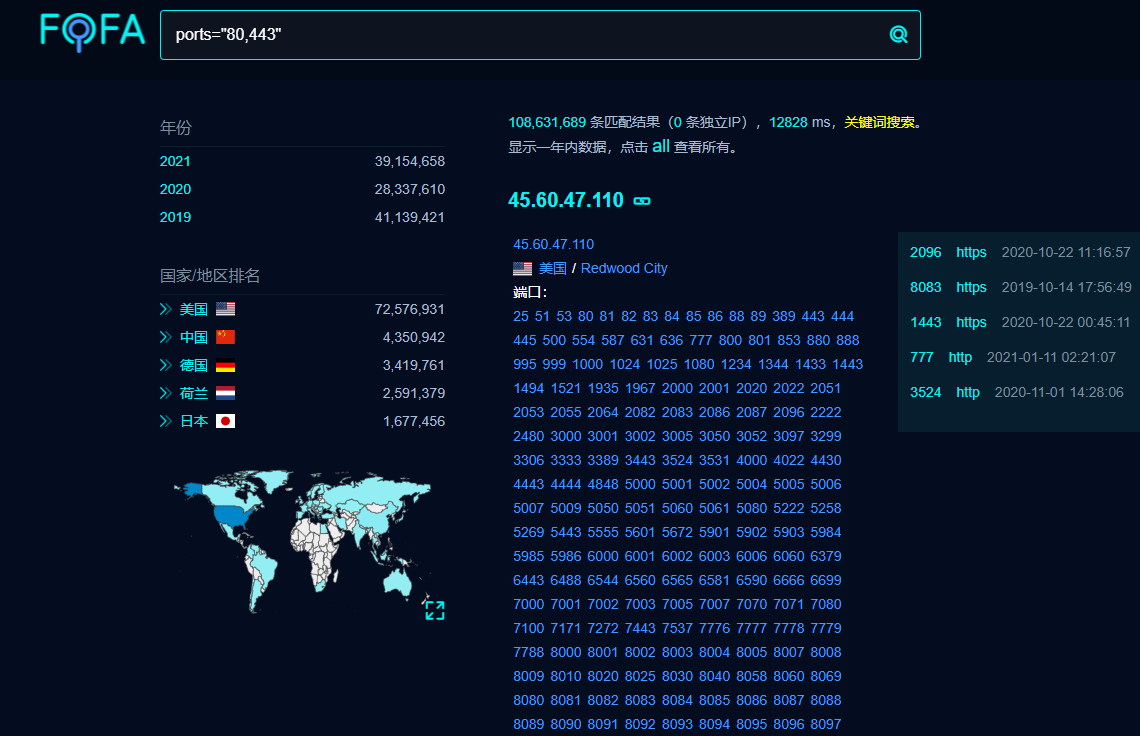 FOFA
ports="80,443"
年份
2021 39,154,658
2020 28,337,610
2019 41,139,421
国家/地区排名
美国 72,576,931
中国 4,350,942
德国 3,419,761
荷兰 2,591,379
日本 1,677,456
108,631,689 条匹配结果（0 条独立IP），12828 ms，关键词搜索。
显示一年内数据，点击 all 查看所有。
45.60.47.110
45.60.47.110
美国 / Redwood City
端口：
25 51 53 80 81 82 83 84 85 86 88 89 389 443 444
445 500 554 587 631 636 777 800 801 853 880 888
995 999 1000 1024 1025 1080 1234 1344 1433 1443
1494 1521 1935 1967 2000 2001 2020 2022 2051
2053 2055 2064 2082 2083 2086 2087 2096 2222
2480 3000 3001 3002 3005 3050 3052 3097 3299
3306 3333 3389 3443 3524 3531 4000 4022 4430
4443 4444 4848 5000 5001 5002 5004 5005 5006
5007 5009 5050 5051 5060 5061 5080 5222 5258
5269 5443 5555 5601 5672 5901 5902 5903 5984
5985 5986 6000 6001 6002 6003 6006 6060 6379
6443 6488 6544 6560 6565 6581 6590 6666 6699
7000 7001 7002 7003 7005 7007 7070 7071 7080
7100 7171 7272 7443 7537 7776 7777 7778 7779
7788 8000 8001 8002 8003 8004 8005 8007 8008
8009 8010 8020 8025 8030 8040 8058 8060 8069
8080 8081 8082 8083 8084 8085 8086 8087 8088
8089 8090 8091 8092 8093 8094 8095 8096 8097
2096 https 2020-10-22 11:16:57
8083 https 2019-10-14 17:56:49
1443 https 2020-10-22 00:45:11
777 http 2021-01-11 02:21:07
3524 http 2020-11-01 14:28:06